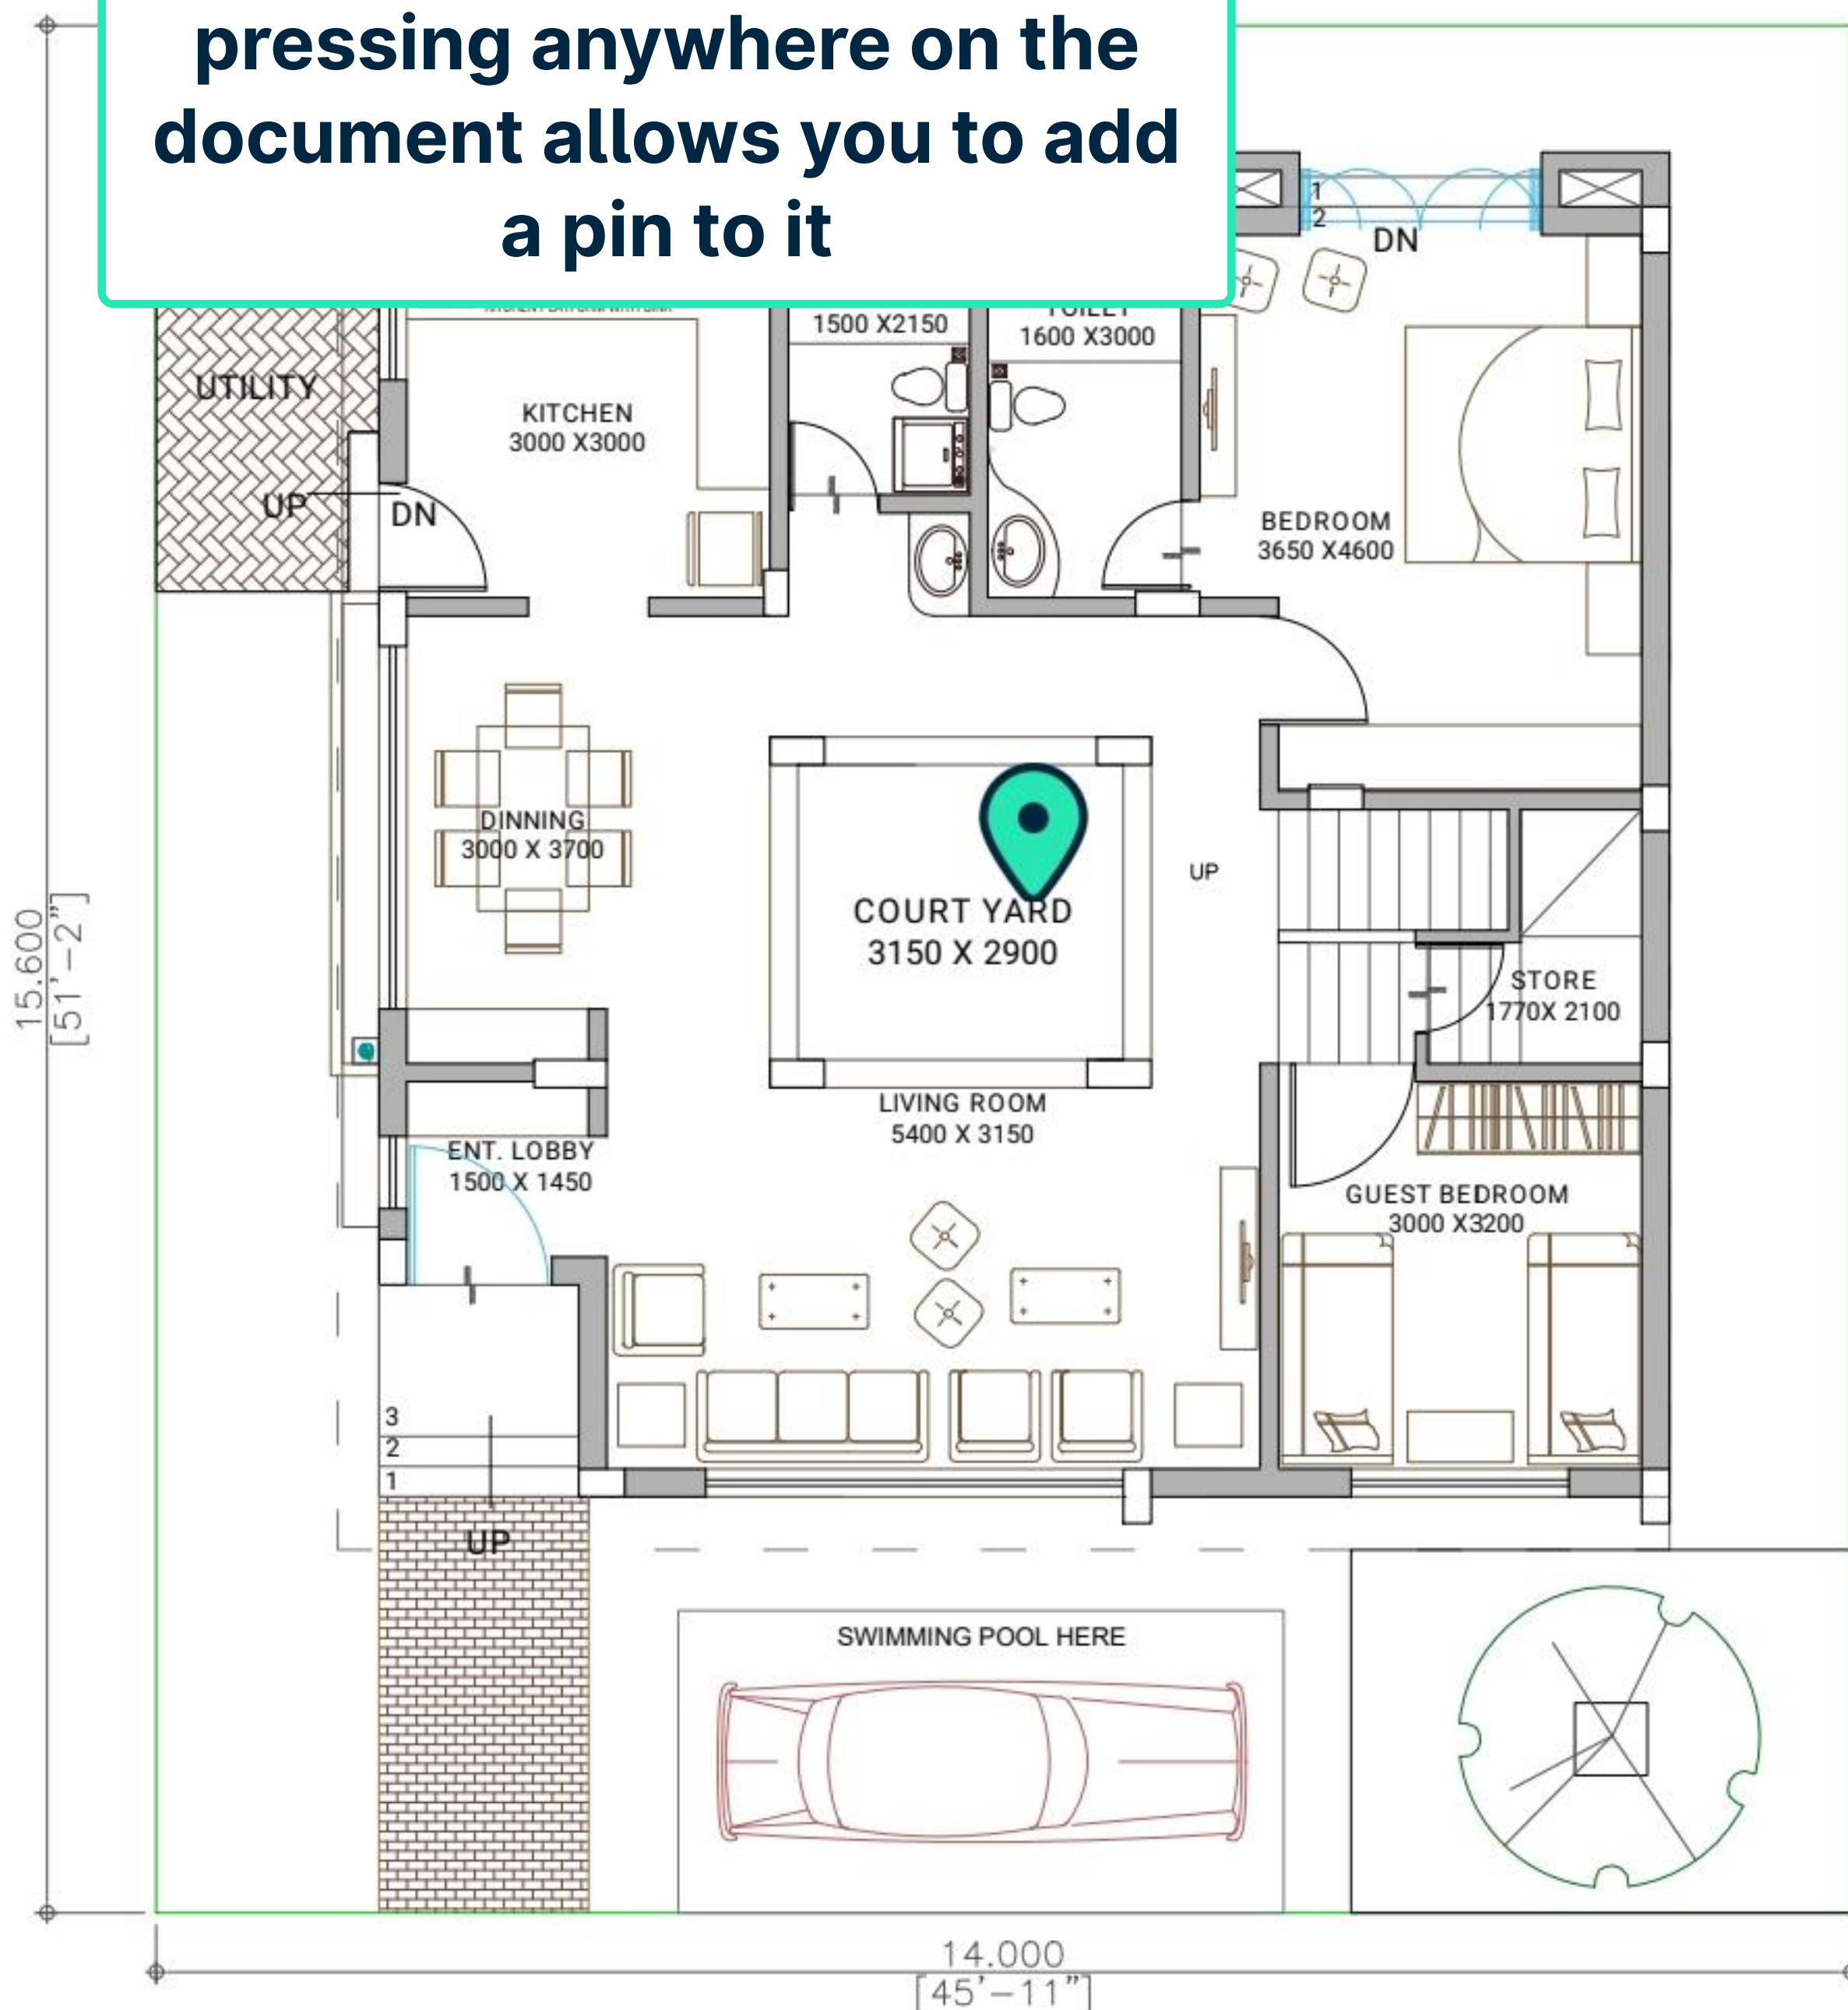 pressing anywhere on the
document allows you to add
a pin to it
1
2
DN
1500 X2150
TOILET
1600 X3000
UTILITY
KITCHEN
3000 X3000
UP
DN
BEDROOM
3650 X4600
DINNING
3000 X 3700
UP
COURT YARD
3150 X 2900
STORE
1770X 2100
15.600
[51'-2"]
LIVING ROOM
5400 X 3150
ENT. LOBBY
1500 X 1450
GUEST BEDROOM
3000 X3200
3
2
1
UP
SWIMMING POOL HERE
14.000
[45'-11"]